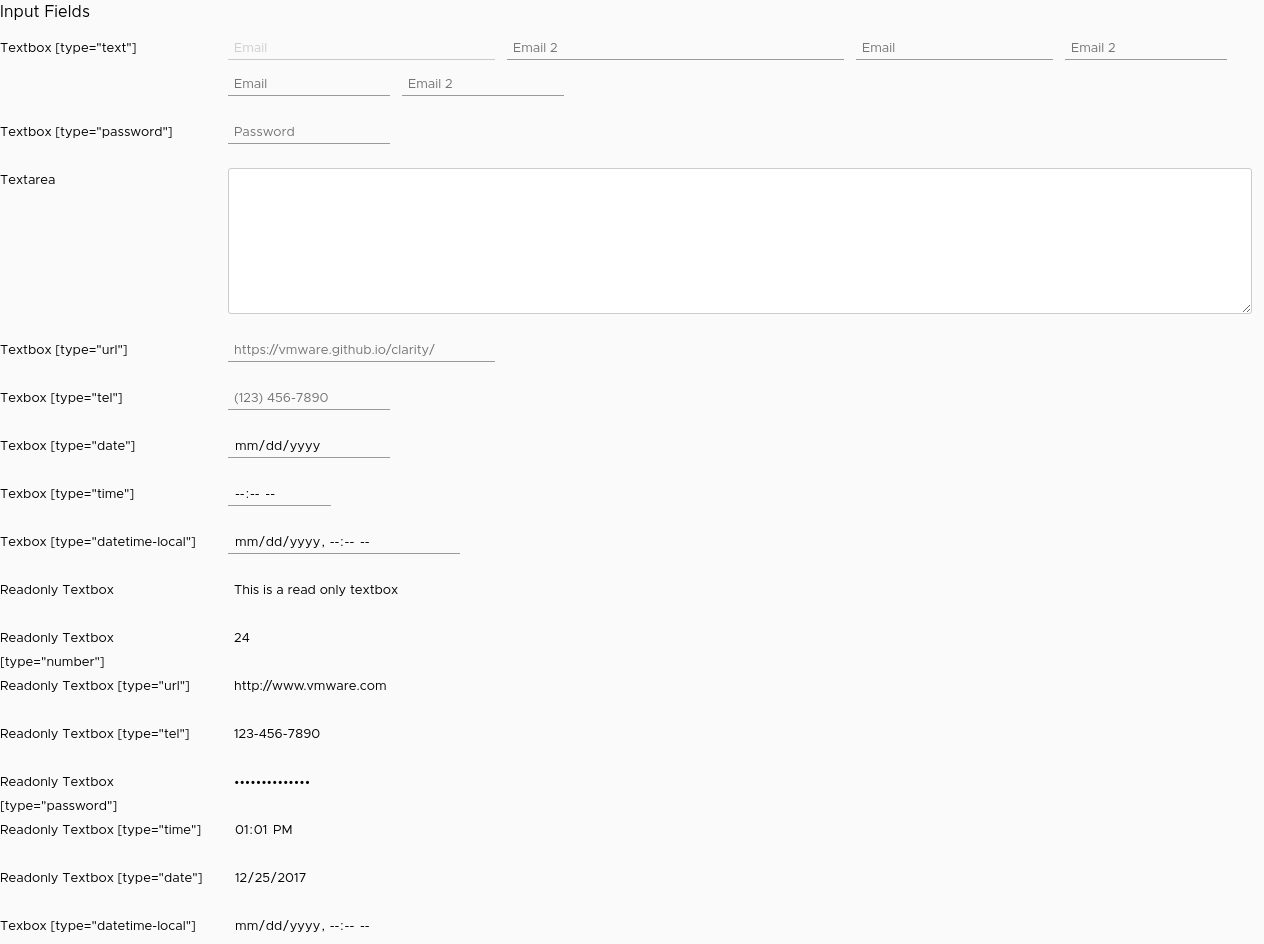 Input Fields
Textbox [type="text"] Email Email 2 Email Email 2
Email Email 2
Textbox [type="password"] Password
Textarea
Textbox [type="url"] https://vmware.github.io/clarity/
Texbox [type="tel"] (123) 456-7890
Texbox [type="date"] mm/dd/yyyy
Texbox [type="time"] --:-- --
Texbox [type="datetime-local"] mm/dd/yyyy, --:-- --
Readonly Textbox This is a read only textbox
Readonly Textbox 24
[type="number"]
Readonly Textbox [type="url"] http://www.vmware.com
Readonly Textbox [type="tel"] 123-456-7890
Readonly Textbox ••••••••••••••
[type="password"]
Readonly Textbox [type="time"] 01:01 PM
Readonly Textbox [type="date"] 12/25/2017
Texbox [type="datetime-local"] mm/dd/yyyy, --:-- --